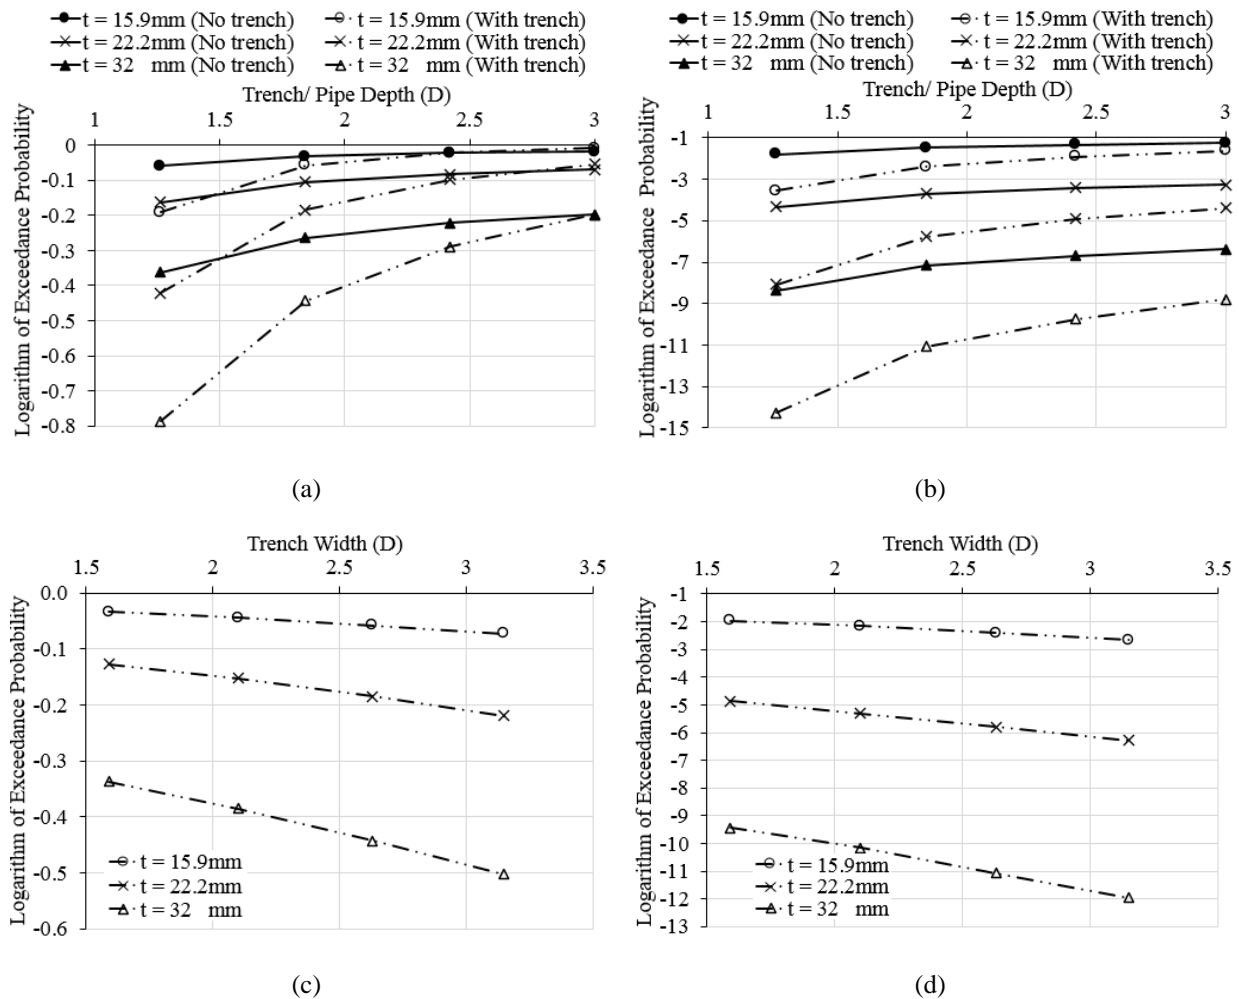 t = 15.9mm (No trench) t = 15.9mm (With trench)
t = 22.2mm (No trench) t = 22.2mm (With trench)
t = 32 mm (No trench) t = 32 mm (With trench)
Trench/ Pipe Depth (D)
1 1.5 2 2.5 3
0
-0.1
-0.2
-0.3
-0.4
-0.5
-0.6
-0.7
-0.8
Logarithm of Exceedance Probability
(a)
t = 15.9mm (No trench) t = 15.9mm (With trench)
t = 22.2mm (No trench) t = 22.2mm (With trench)
t = 32 mm (No trench) t = 32 mm (With trench)
Trench/ Pipe Depth (D)
1 1.5 2 2.5 3
-1
-3
-5
-7
-9
-11
-13
-15
Logarithm of Exceedance Probability
(b)
Trench Width (D)
1.5 2 2.5 3 3.5
0.0
-0.1
-0.2
-0.3
-0.4
-0.5
-0.6
Logarithm of Exceedance Probability
t = 15.9mm
t = 22.2mm
t = 32 mm
(c)
Trench Width (D)
1.5 2 2.5 3 3.5
-1
-2
-3
-4
-5
-6
-7
-8
-9
-10
-11
-12
-13
Logarithm of Exceedance Probability
t = 15.9mm
t = 22.2mm
t = 32 mm
(d)